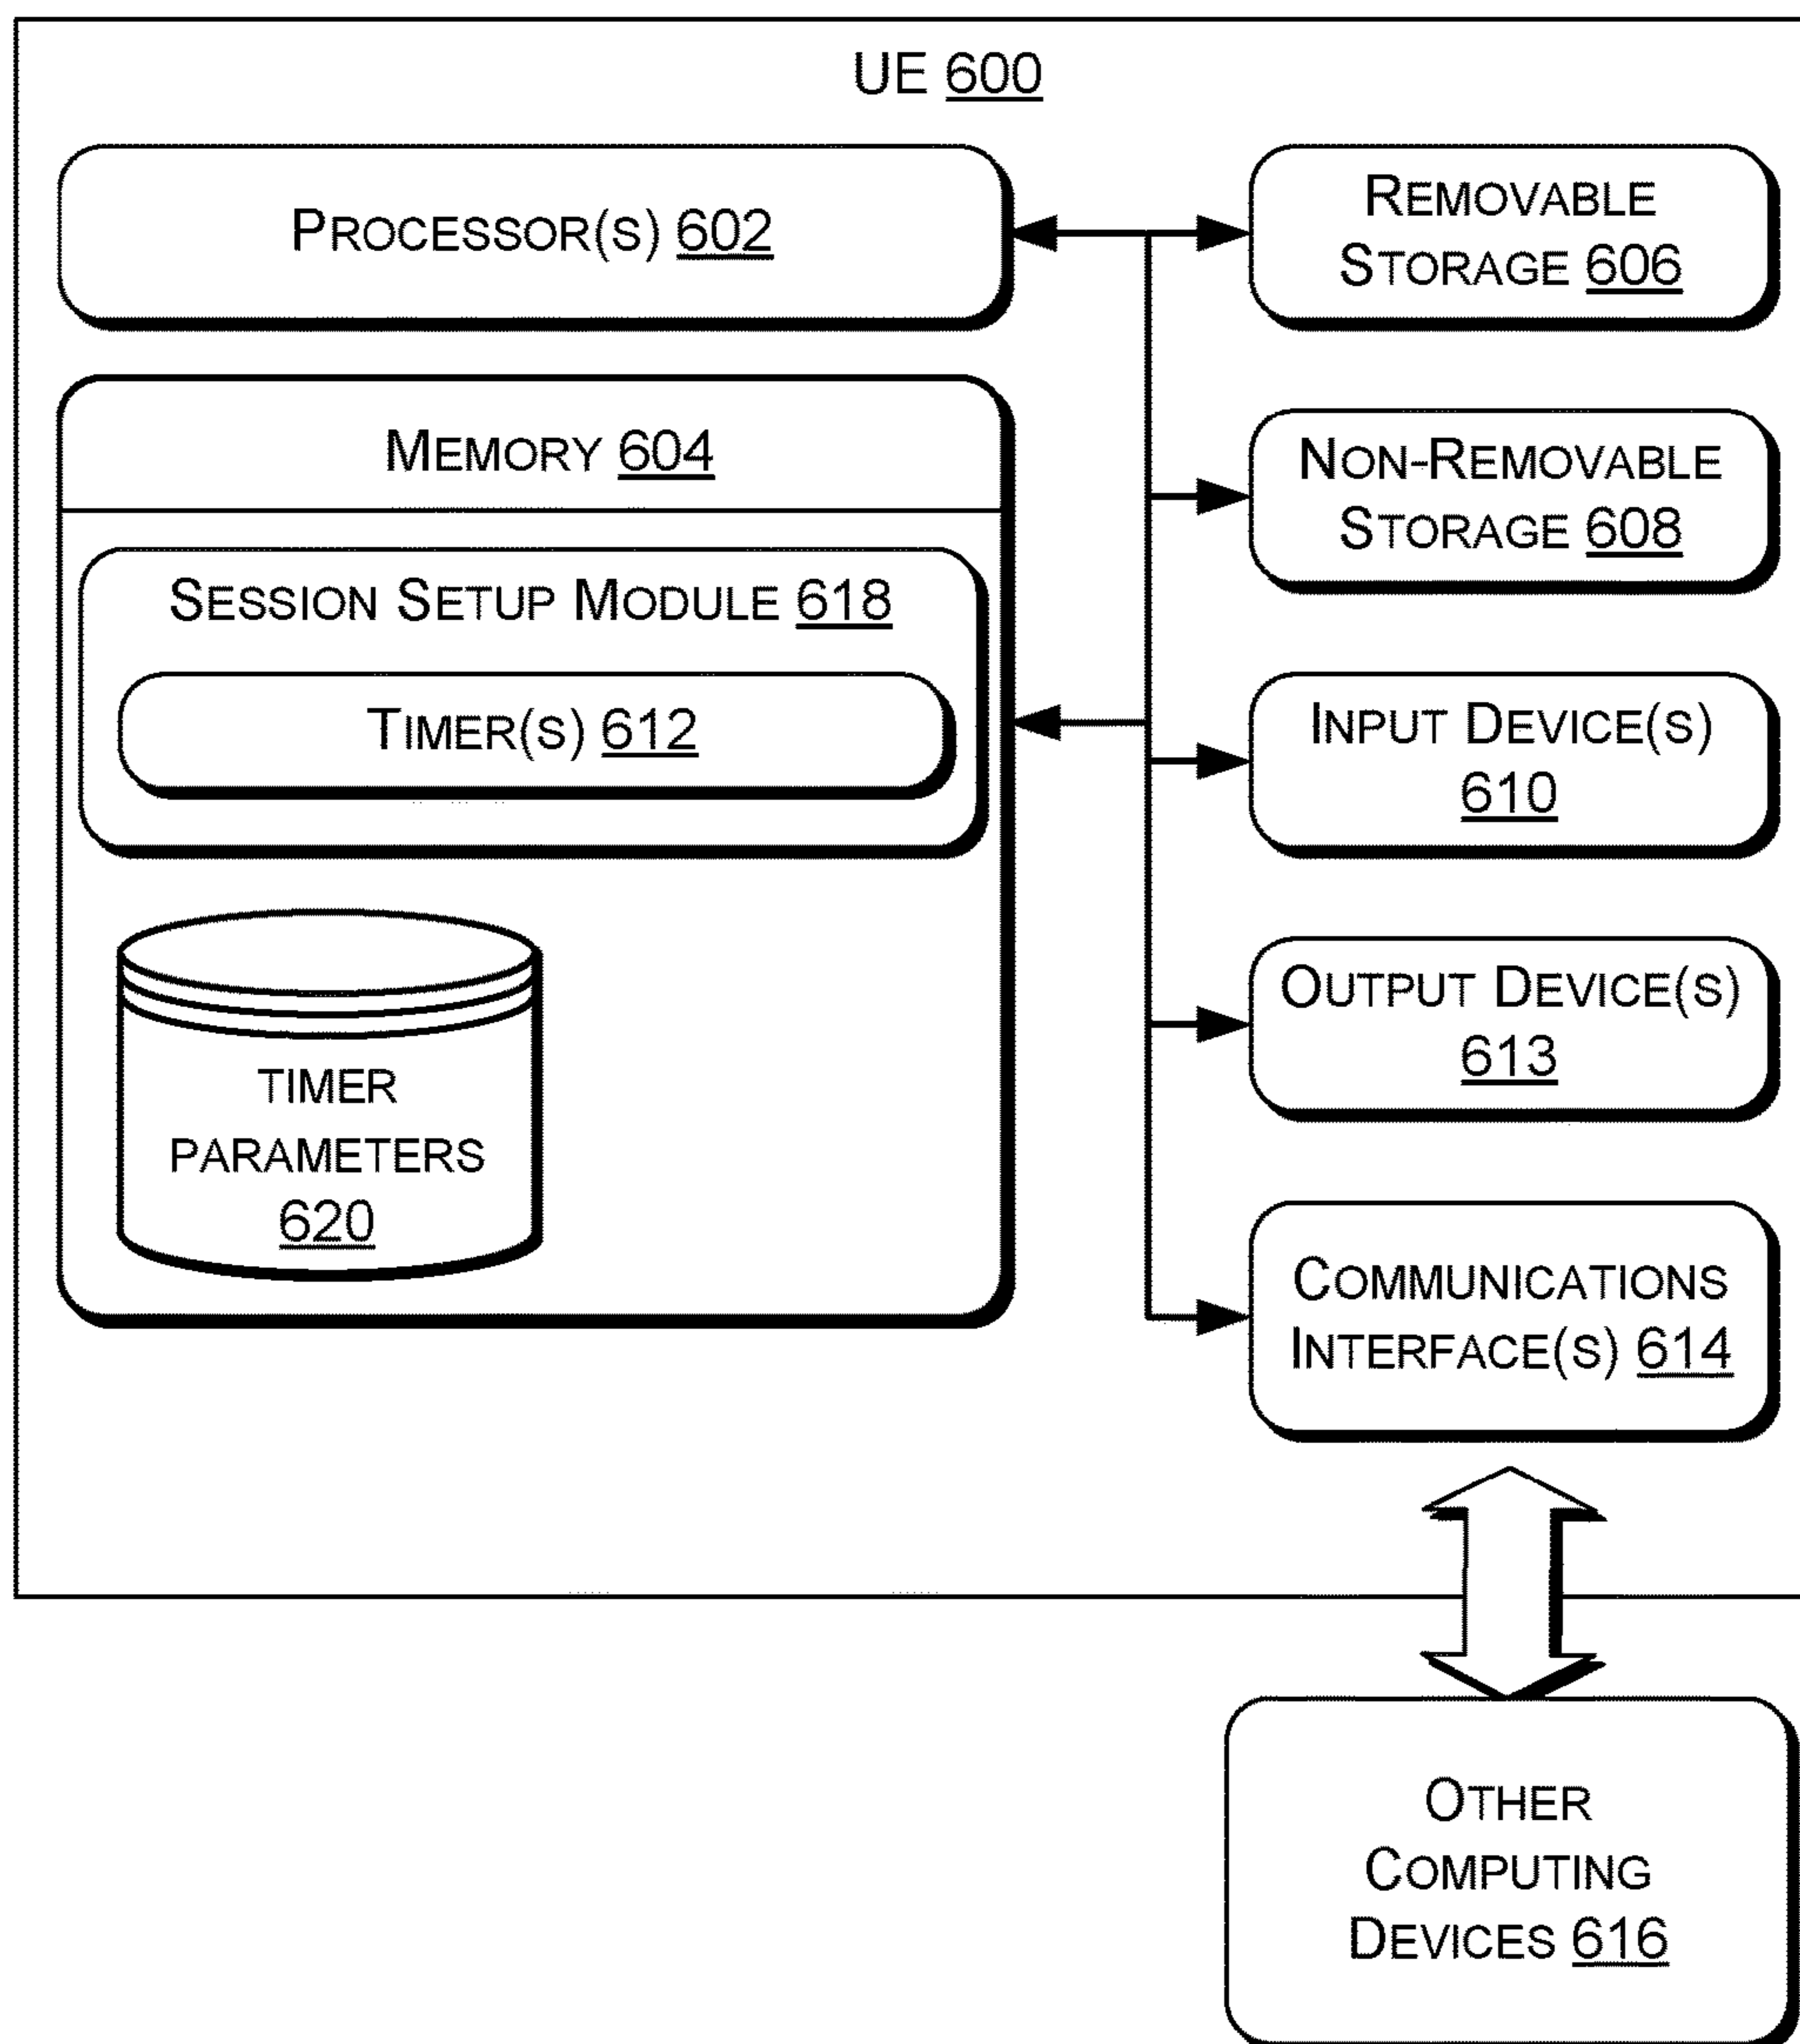 UE 600
PROCESSOR(S) 602
MEMORY 604
SESSION SETUP MODULE 618
TIMER(S) 612
TIMER
PARAMETERS
620
REMOVABLE
STORAGE 606
NON-REMOVABLE
STORAGE 608
INPUT DEVICE(S)
610
OUTPUT DEVICE(S)
613
COMMUNICATIONS
INTERFACE(S) 614
OTHER
COMPUTING
DEVICES 616